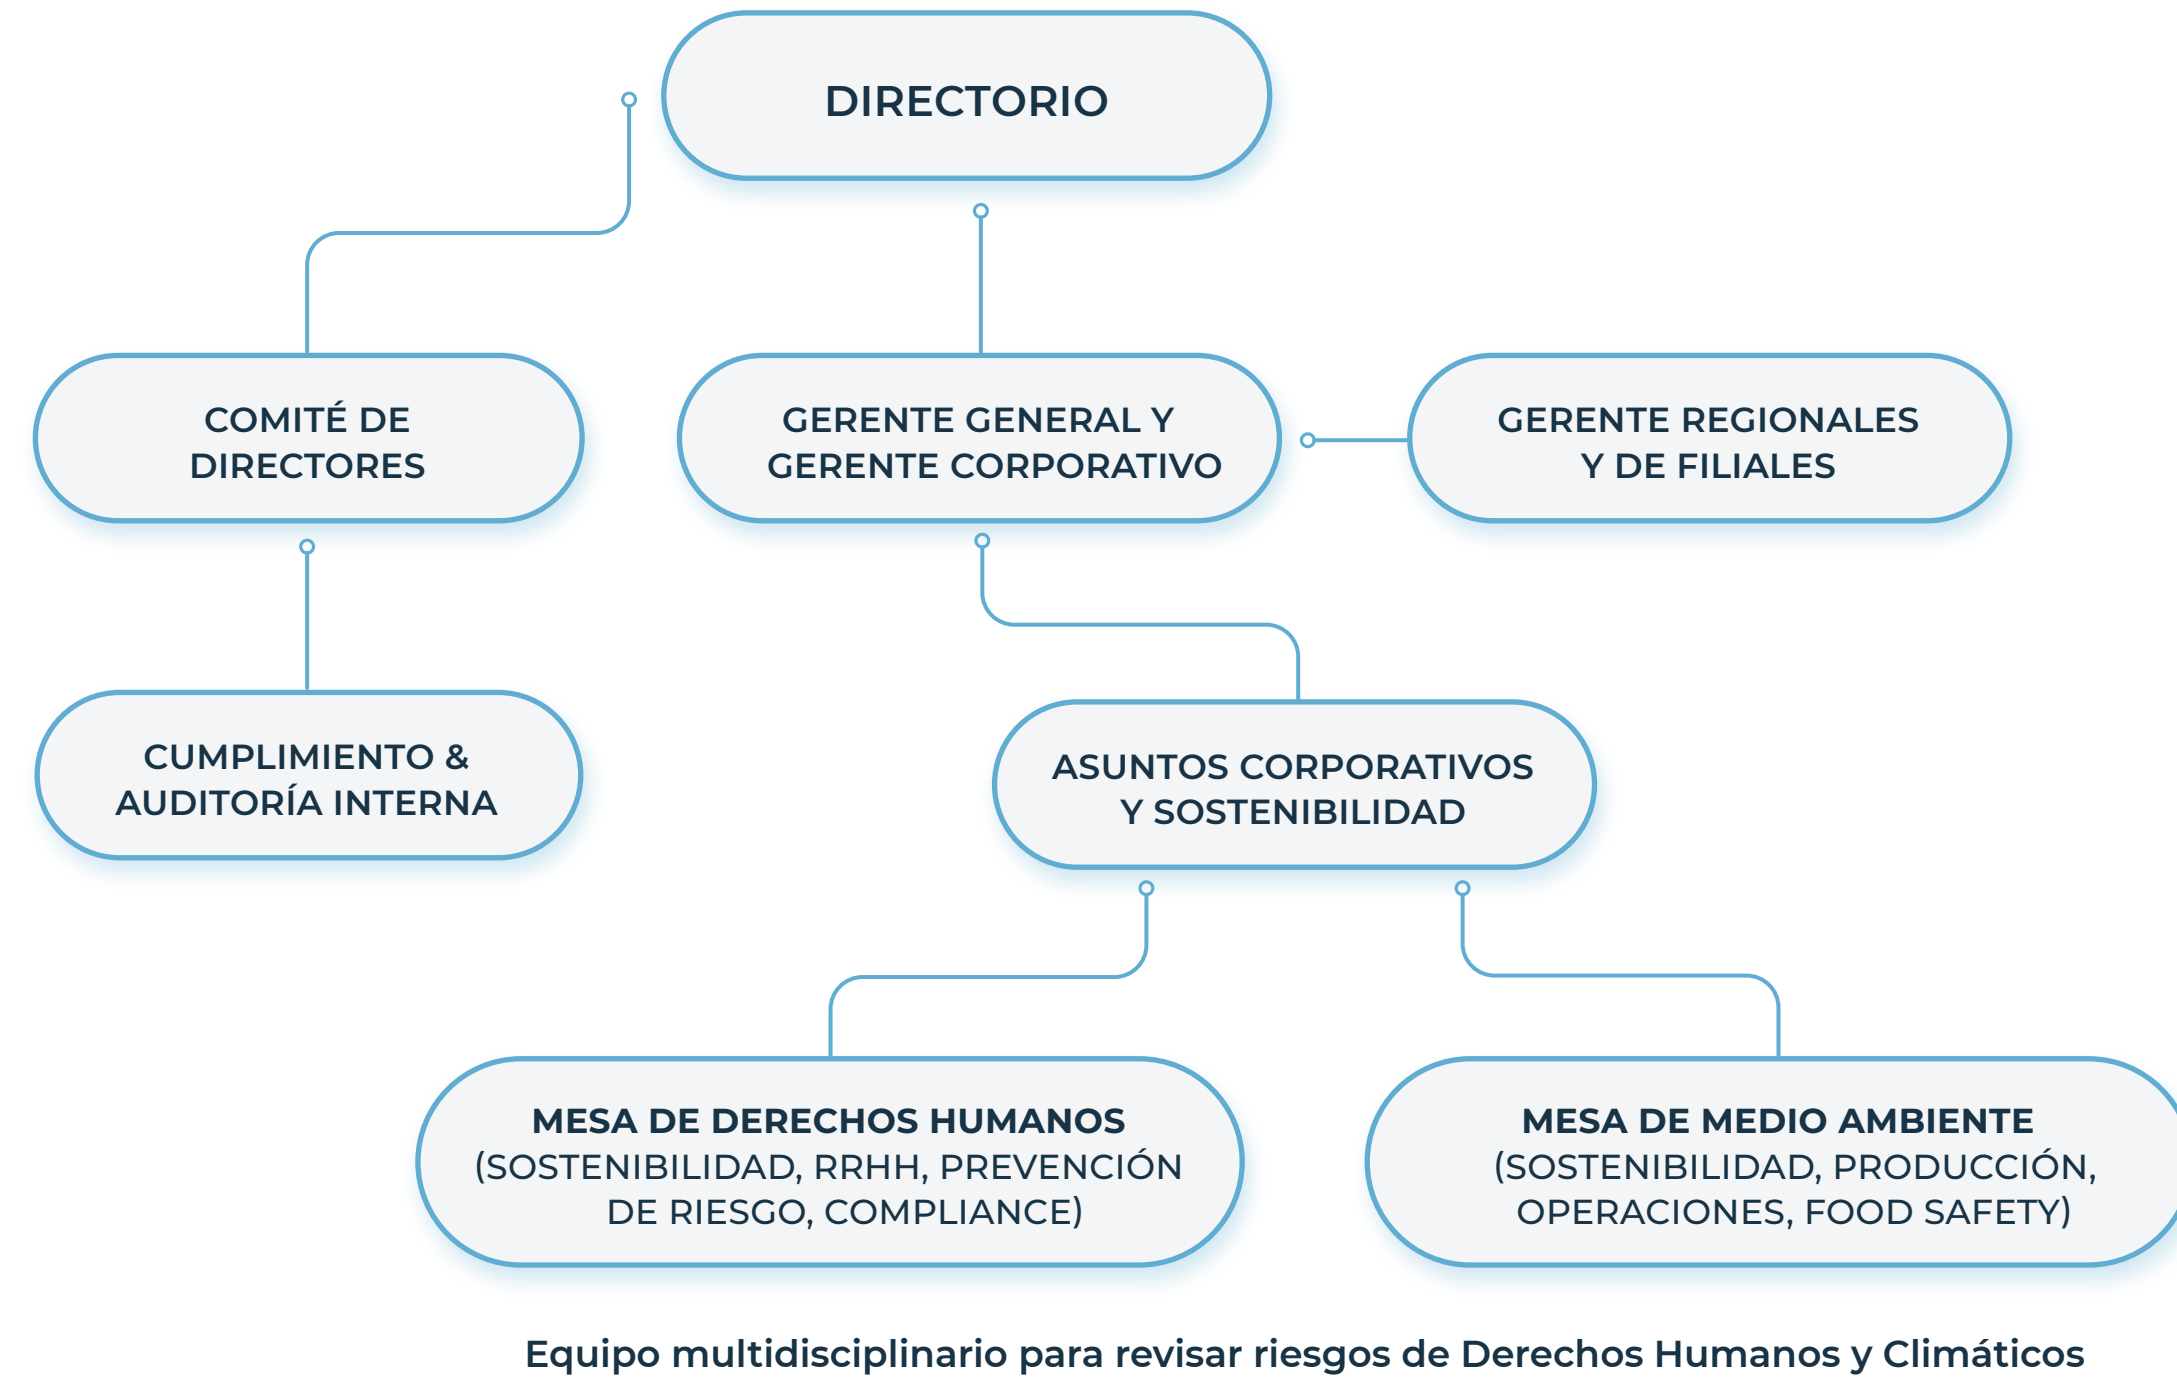 DIRECTORIO
COMITÉ DE
DIRECTORES
GERENTE GENERAL Y
GERENTE CORPORATIVO
GERENTE REGIONALES
Y DE FILIALES
CUMPLIMIENTO &
AUDITORÍA INTERNA
ASUNTOS CORPORATIVOS
Y SOSTENIBILIDAD
MESA DE DERECHOS HUMANOS
(SOSTENIBILIDAD, RRHH, PREVENCIÓN
DE RIESGO, COMPLIANCE)
MESA DE MEDIO AMBIENTE
(SOSTENIBILIDAD, PRODUCCIÓN,
OPERACIONES, FOOD SAFETY)
Equipo multidisciplinario para revisar riesgos de Derechos Humanos y Climáticos